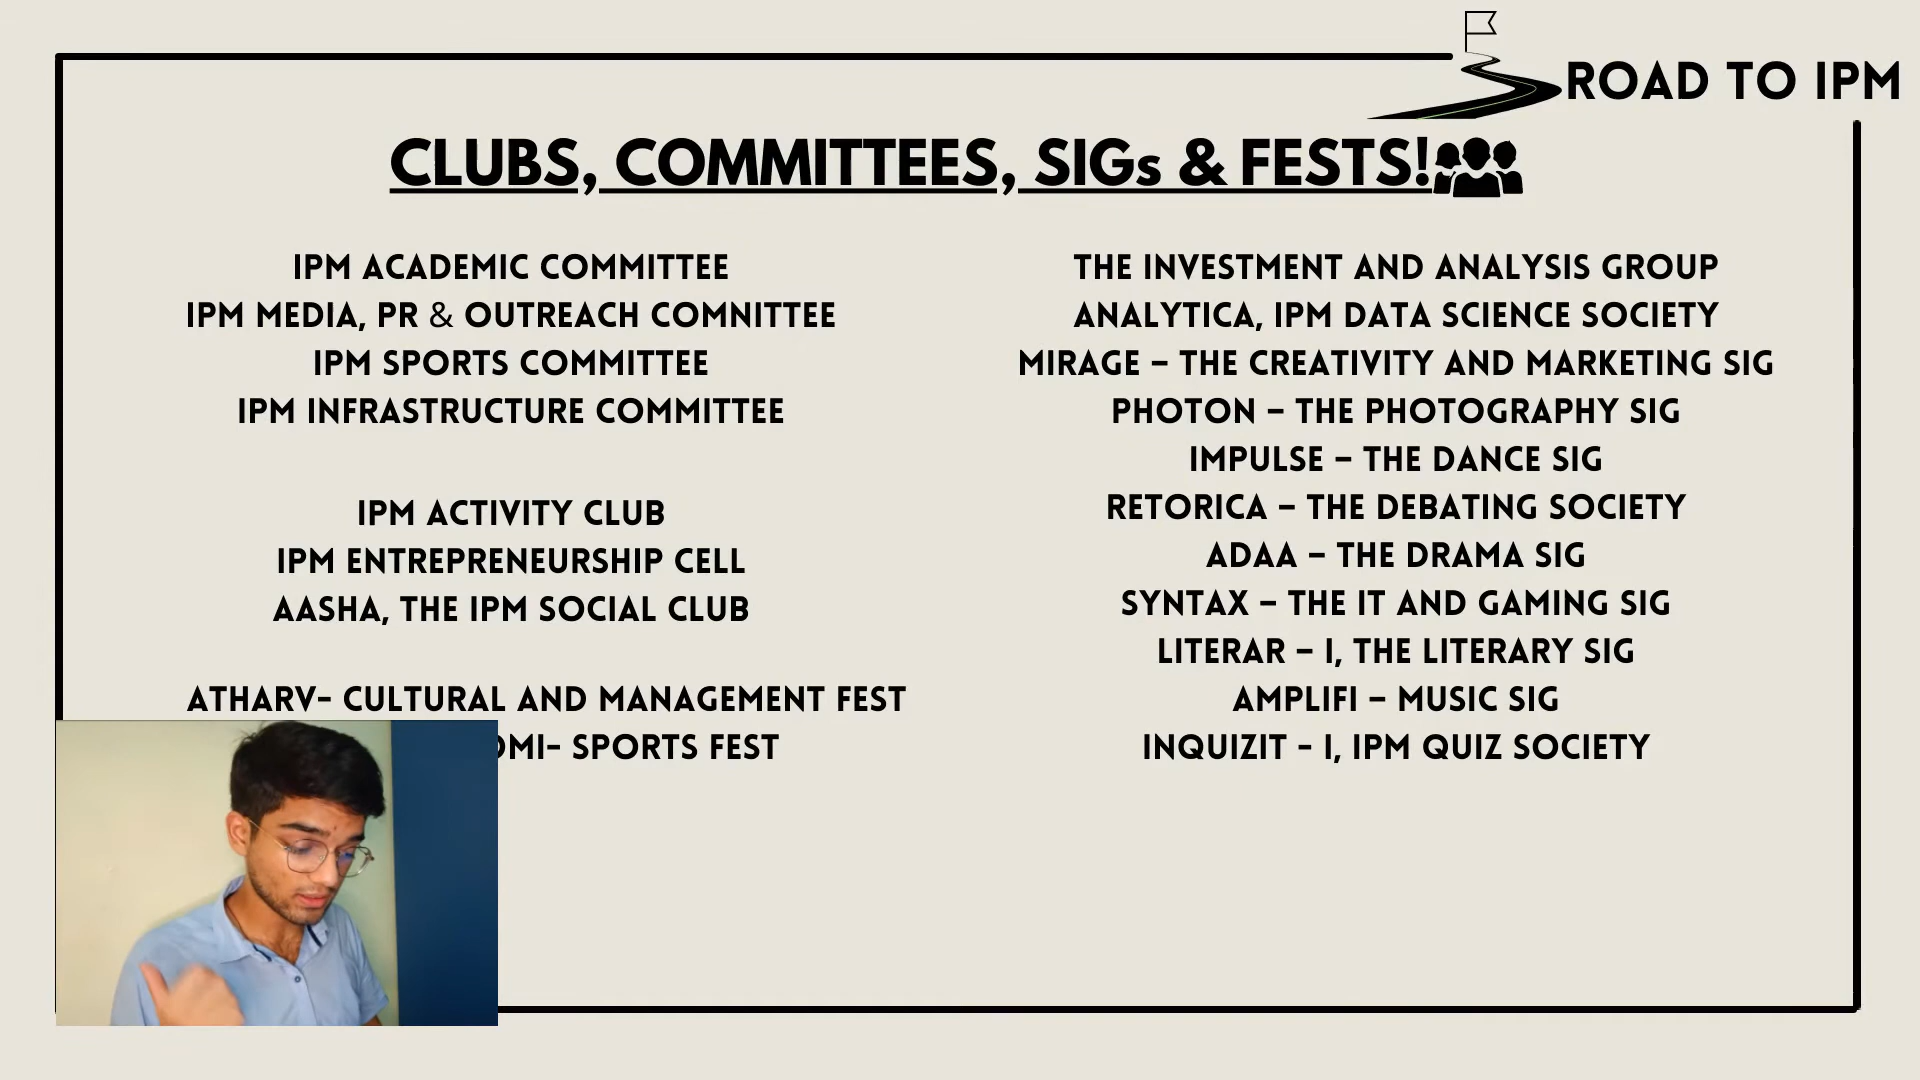 ROAD TO IPM
CLUBS, COMMITTEES, SIGs & FESTS!
IPM ACADEMIC COMMITTEE
IPM MEDIA, PR & OUTREACH COMNITTEE
IPM SPORTS COMMITTEE
IPM INFRASTRUCTURE COMMITTEE
IPM ACTIVITY CLUB
IPM ENTREPRENEURSHIP CELL
AASHA, THE IPM SOCIAL CLUB
ATHARV- CULTURAL AND MANAGEMENT FEST
SPORTS FEST
THE INVESTMENT AND ANALYSIS GROUP
ANALYTICA, IPM DATA SCIENCE SOCIETY
MIRAGE – THE CREATIVITY AND MARKETING SIG
PHOTON – THE PHOTOGRAPHY SIG
IMPULSE – THE DANCE SIG
RETORICA – THE DEBATING SOCIETY
ADAA – THE DRAMA SIG
SYNTAX – THE IT AND GAMING SIG
LITERAR – I, THE LITERARY SIG
AMPLIFI – MUSIC SIG
INQUIZIT - I, IPM QUIZ SOCIETY